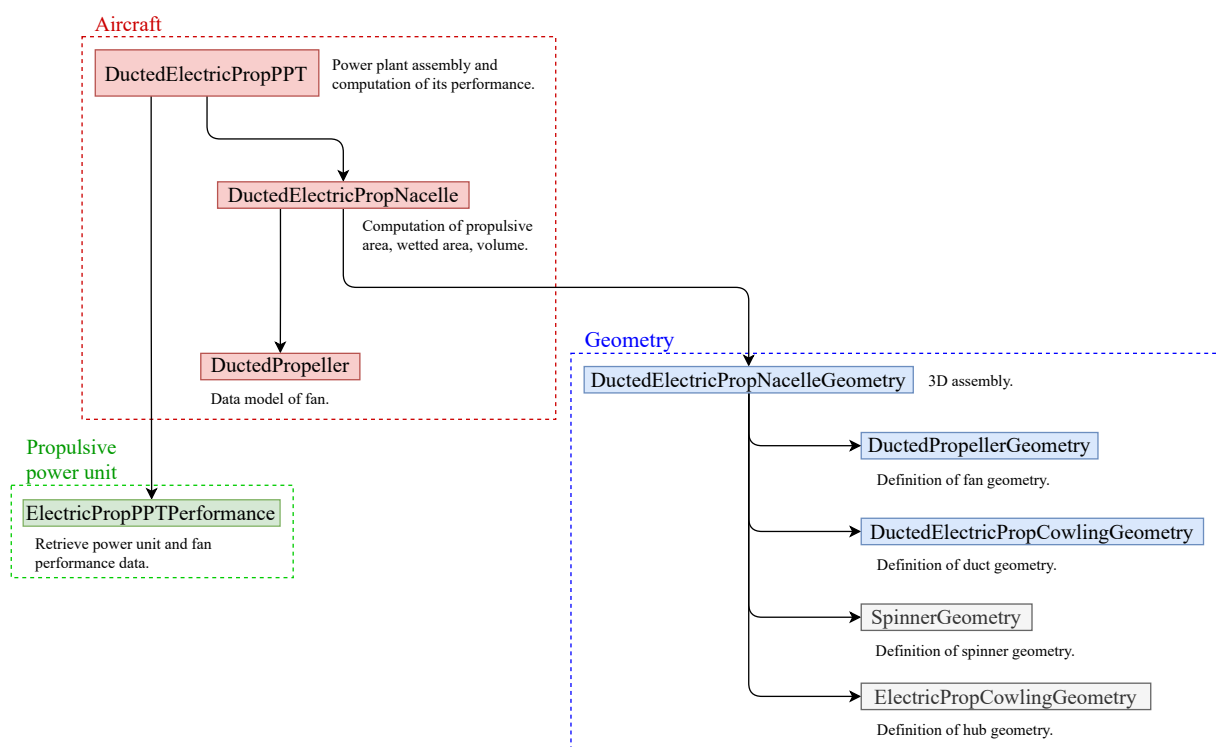 Aircraft
DuctedElectricPropPPT
Power plant assembly and
computation of its performance.
DuctedElectricPropNacelle
Computation of propulsive
area, wetted area, volume.
DuctedPropeller
Data model of fan.
Propulsive
power unit
ElectricPropPPTPerformance
Retrieve power unit and fan
performance data.
Geometry
DuctedElectricPropNacelleGeometry
3D assembly.
DuctedPropellerGeometry
Definition of fan geometry.
DuctedElectricPropCowlingGeometry
Definition of duct geometry.
SpinnerGeometry
Definition of spinner geometry.
ElectricPropCowlingGeometry
Definition of hub geometry.